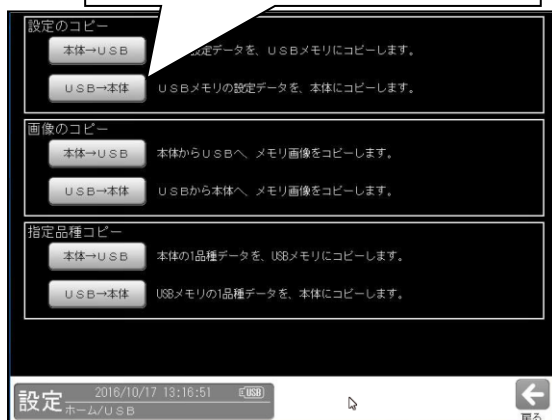 設定のコピー
本体→USB
設定データを、USBメモリにコピーします。
USB→本体
USBメモリの設定データを、本体にコピーします。
画像のコピー
本体→USB
本体からUSBへ、メモリ画像をコピーします。
USB→本体
USBから本体へ、メモリ画像をコピーします。
指定品種コピー
本体→USB
本体の1品種データを、USBメモリにコピーします。
USB→本体
USBメモリの1品種データを、本体にコピーします。
設定
2016/10/17 13:16:51
USB
ホーム/USB
戻る